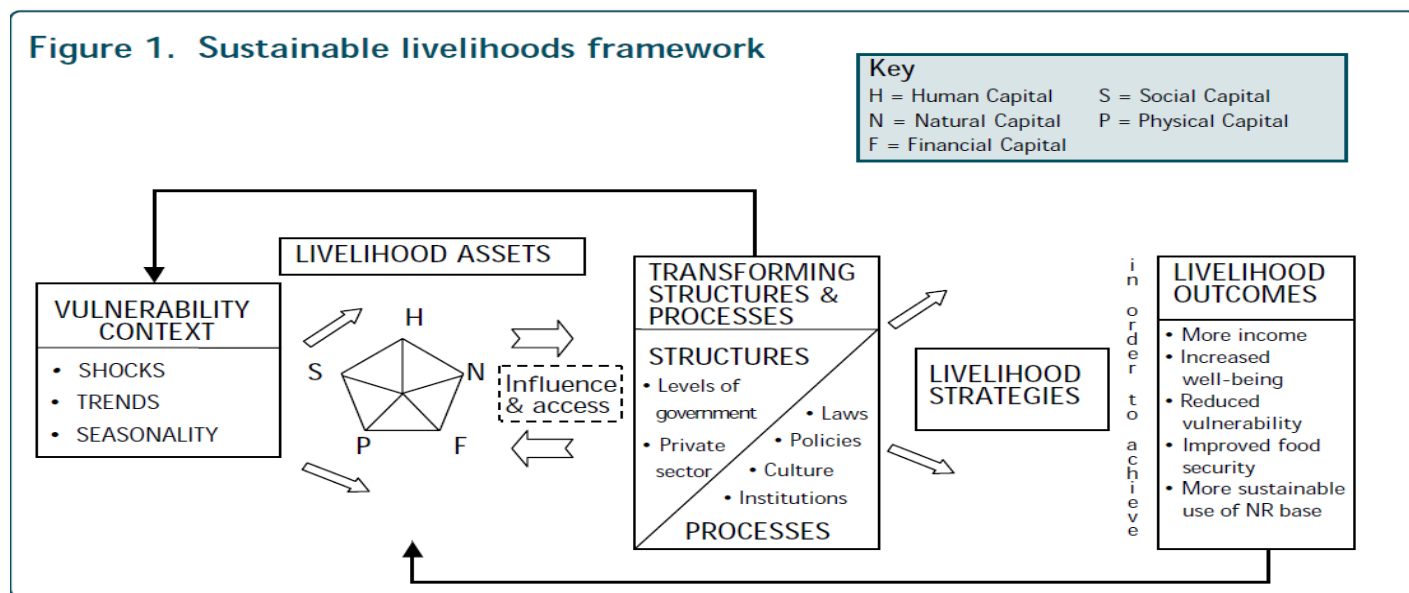 Figure 1. Sustainable livelihoods framework
Key
H = Human Capital S = Social Capital
N = Natural Capital P = Physical Capital
F = Financial Capital
VULNERABILITY
CONTEXT
• SHOCKS
• TRENDS
• SEASONALITY
LIVELIHOOD ASSETS
H
S
N
P
F
Influence
& access
TRANSFORMING
STRUCTURES &
PROCESSES
STRUCTURES
• Levels of
government
• Private
sector
• Laws
• Policies
• Culture
• Institutions
PROCESSES
LIVELIHOOD
STRATEGIES
in order to achieve
LIVELIHOOD
OUTCOMES
• More income
• Increased
well-being
• Reduced
vulnerability
• Improved food
security
• More sustainable
use of NR base